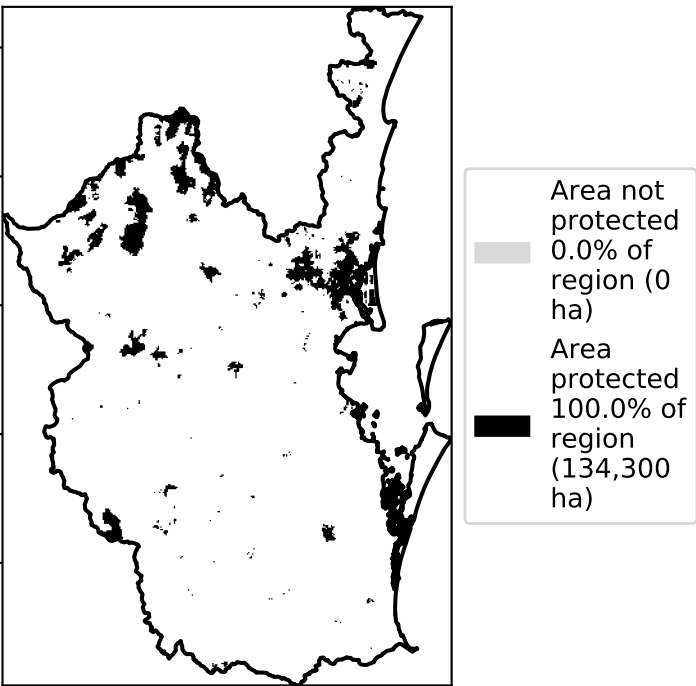 Area not
protected
0.0% of
region (0
ha)
Area
protected
100.0% of
region
(134,300
ha)